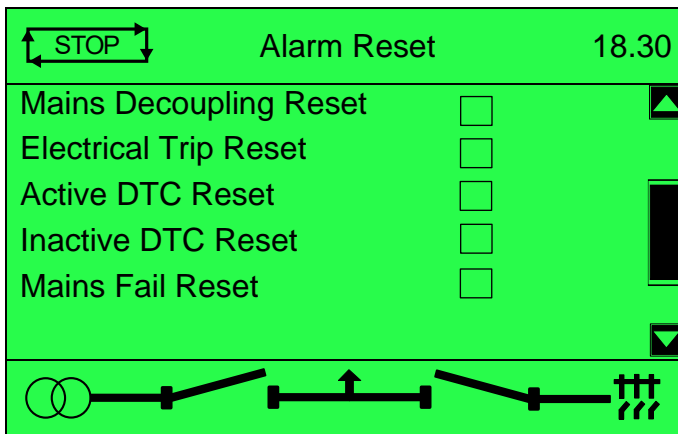 STOP Alarm Reset 18.30
Mains Decoupling Reset
Electrical Trip Reset
Active DTC Reset
Inactive DTC Reset
Mains Fail Reset